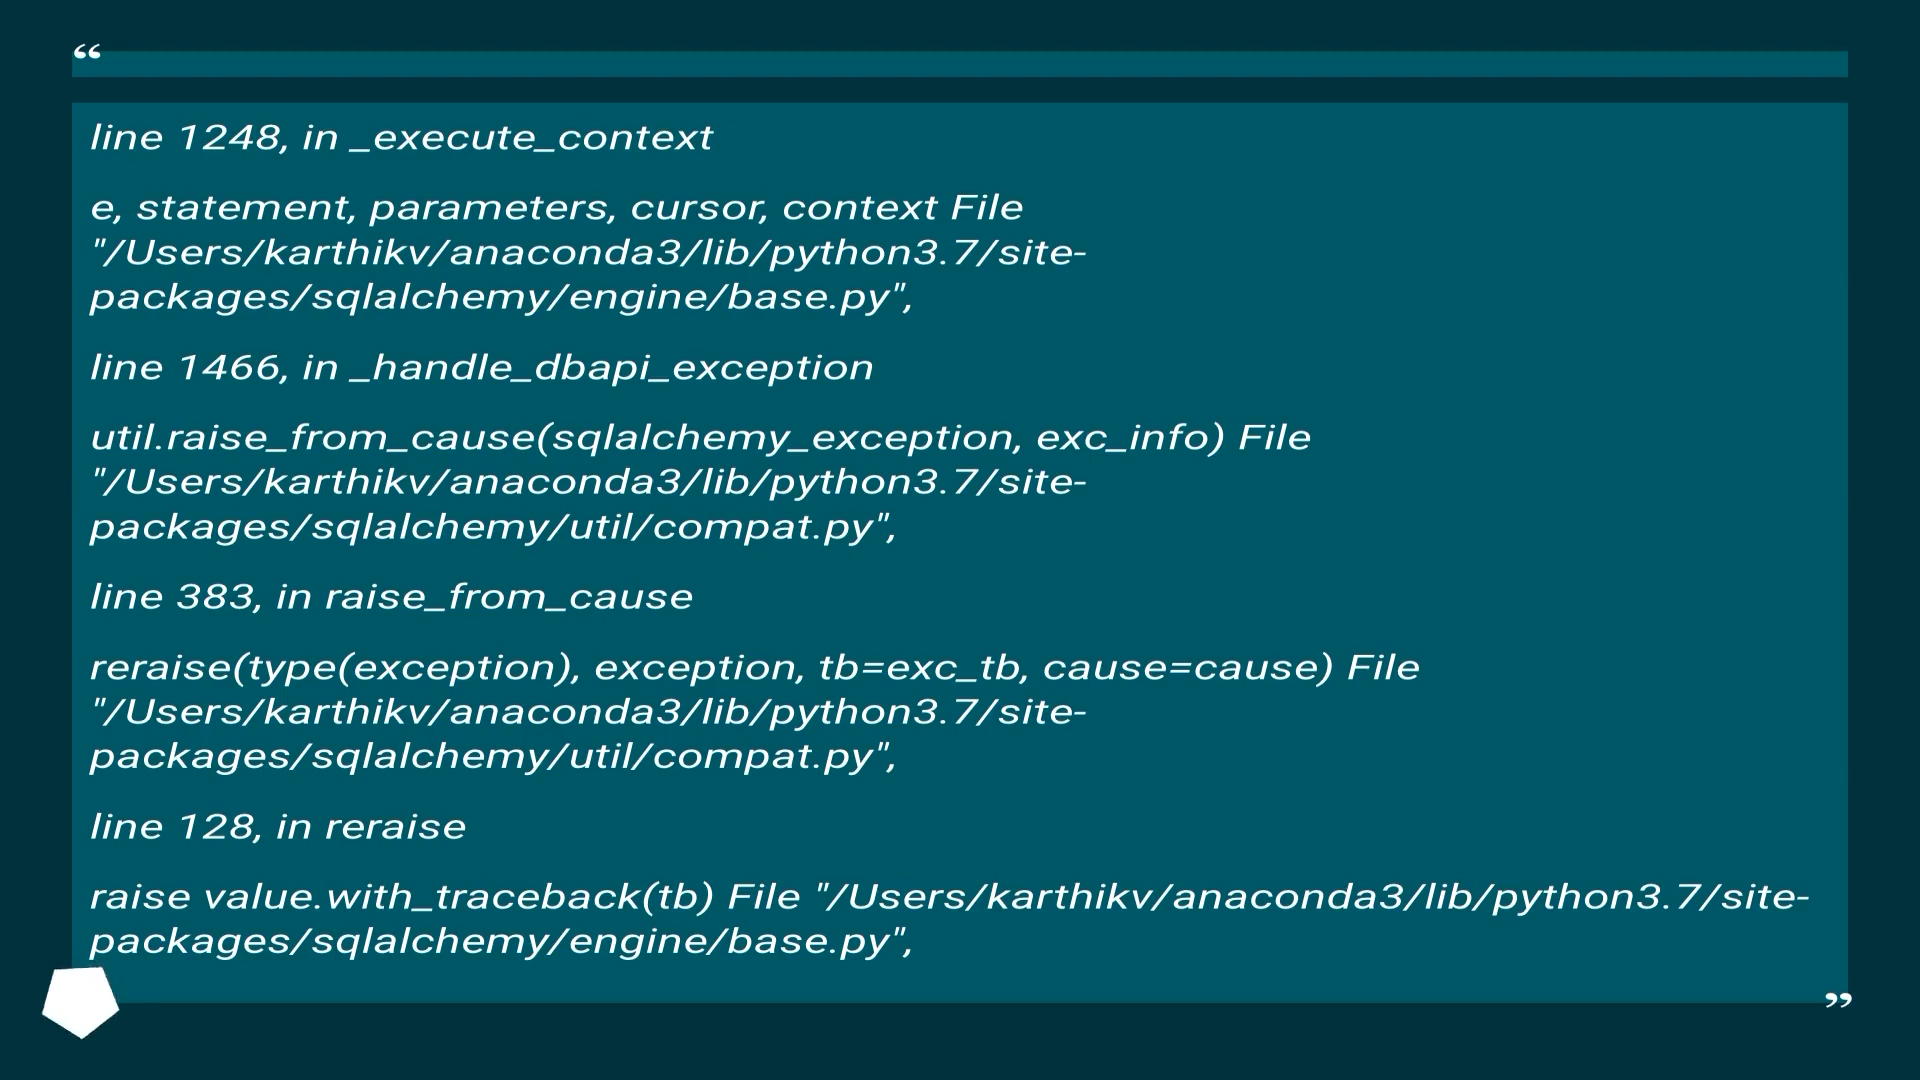 “
line 1248, in _execute_context
e, statement, parameters, cursor, context File
"/Users/karthikv/anaconda3/lib/python3.7/site-
packages/sqlalchemy/engine/base.py",
line 1466, in _handle_dbapi_exception
util.raise_from_cause(sqlalchemy_exception, exc_info) File
"/Users/karthikv/anaconda3/lib/python3.7/site-
packages/sqlalchemy/util/compat.py",
line 383, in raise_from_cause
reraise(type(exception), exception, tb=exc_tb, cause=cause) File
"/Users/karthikv/anaconda3/lib/python3.7/site-
packages/sqlalchemy/util/compat.py",
line 128, in reraise
raise value.with_traceback(tb) File "/Users/karthikv/anaconda3/lib/python3.7/site-
packages/sqlalchemy/engine/base.py",
”